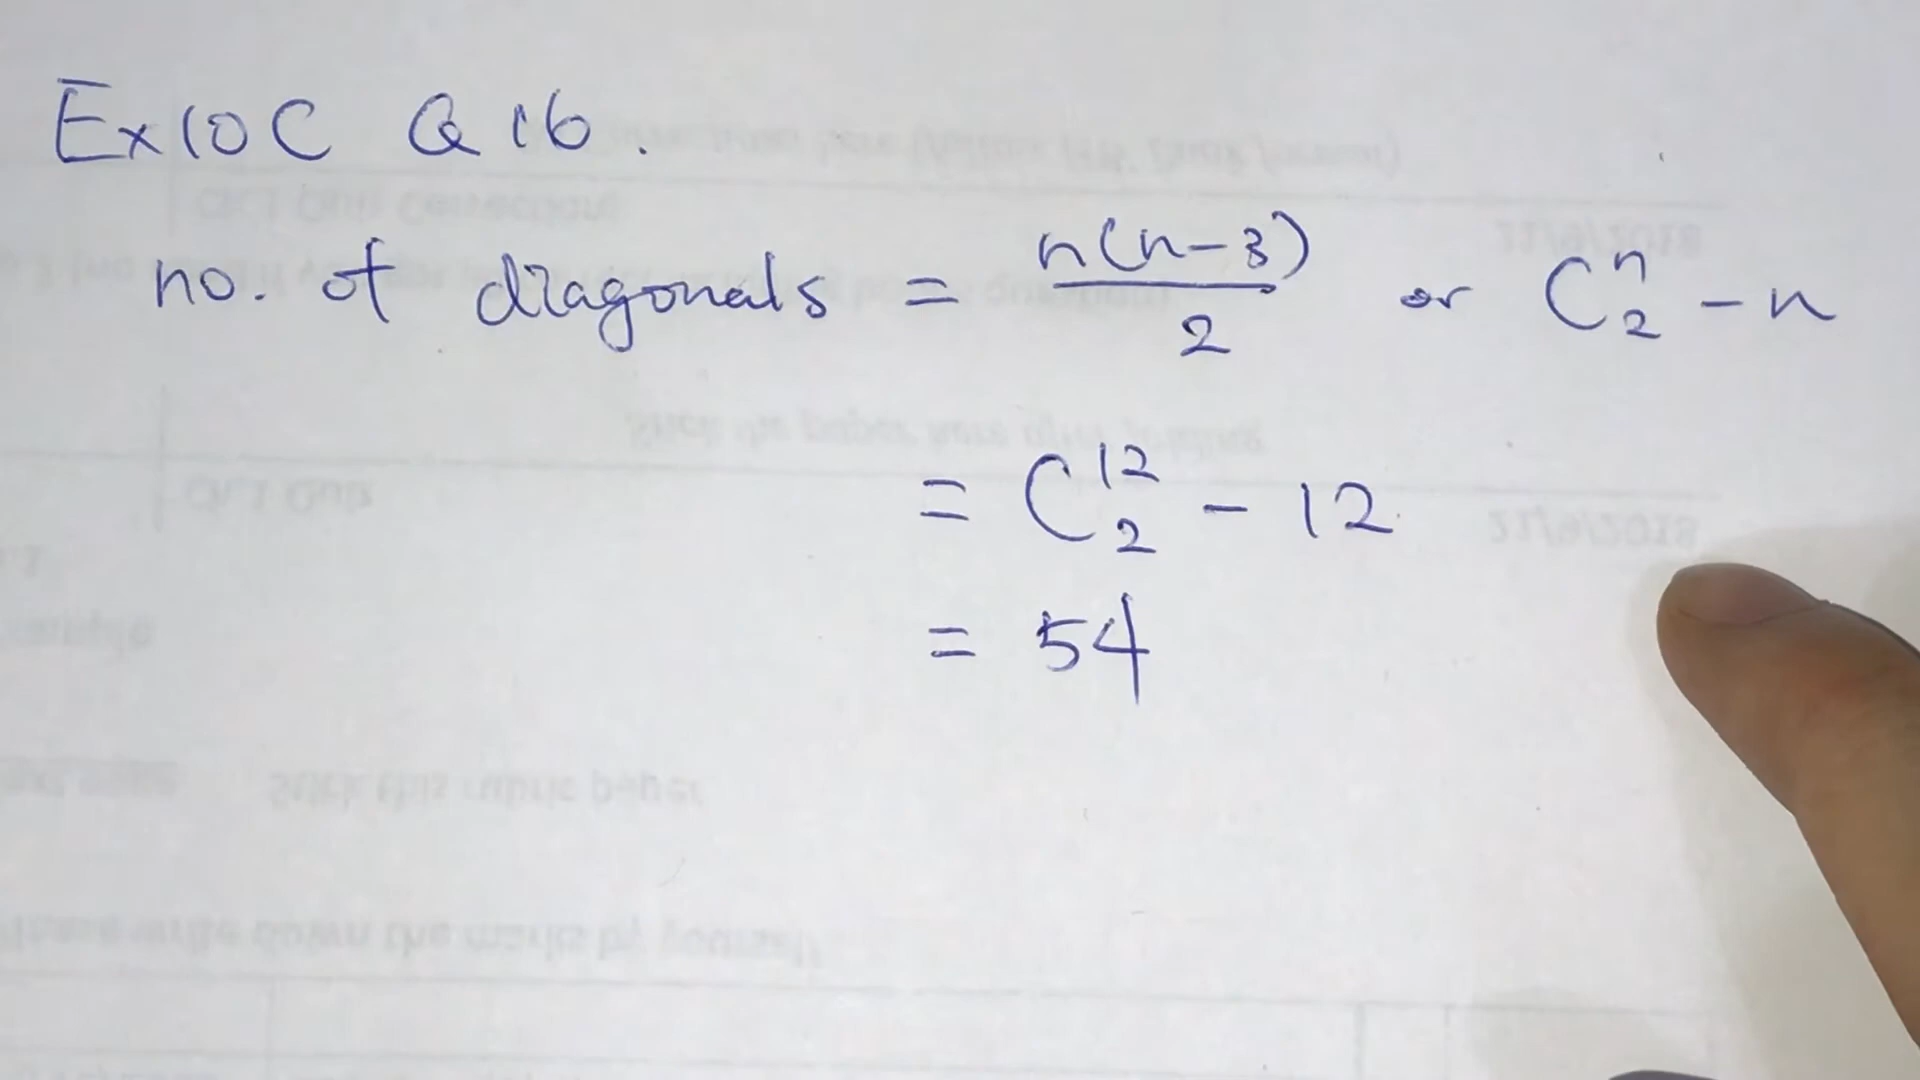 Ex10C Q16.
no. of diagonals = n(n-3)/2 or C^n_2 - n
= C^12_2 - 12
= 54